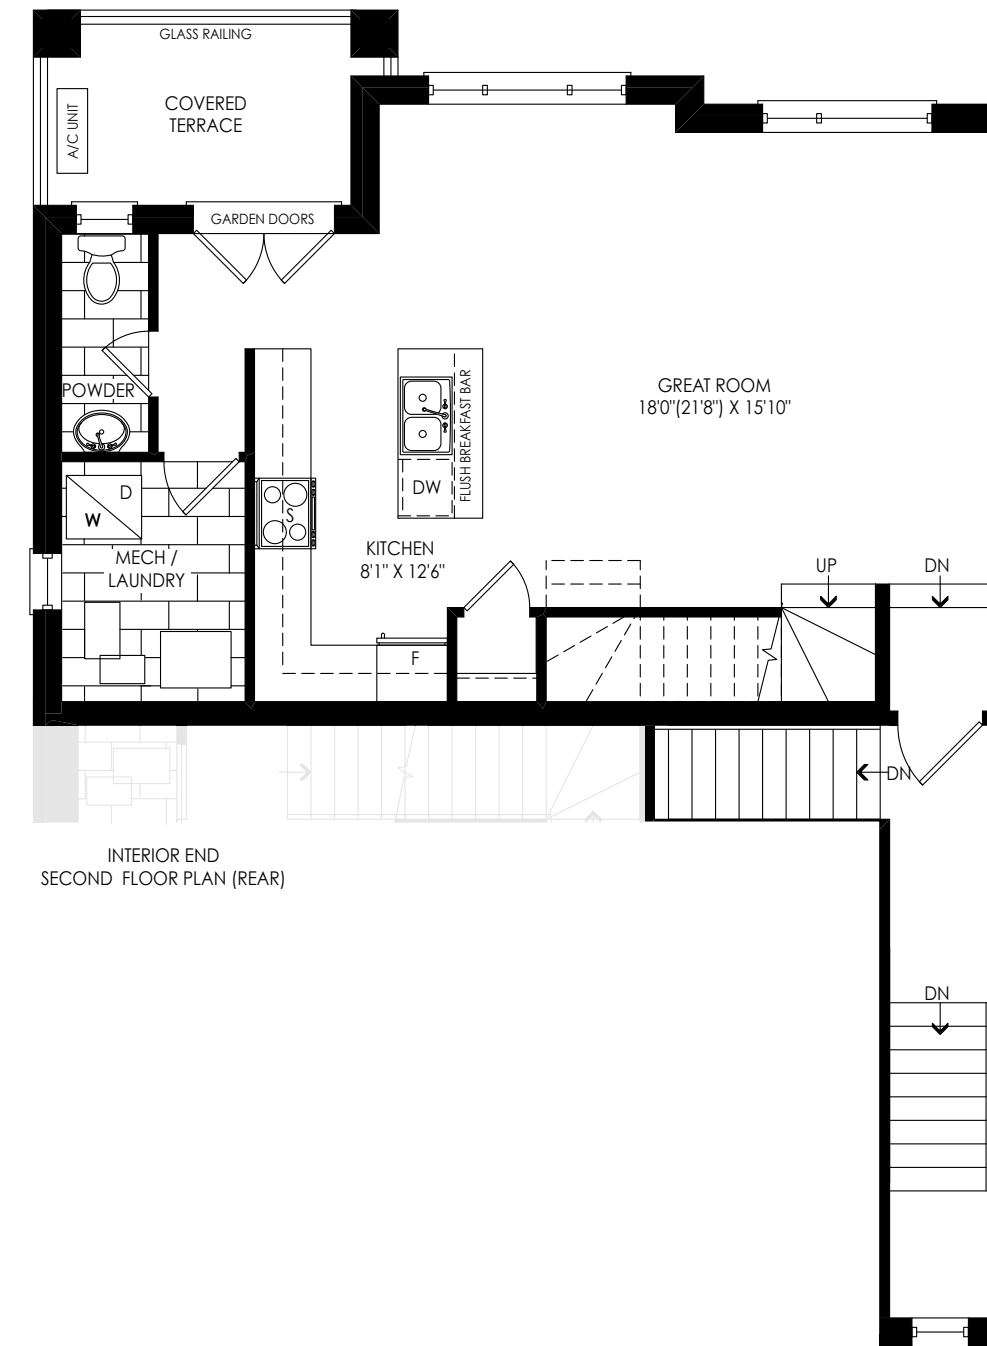 GLASS RAILING
COVERED
TERRACE
A/C UNIT
GARDEN DOORS
POWDER
GREAT ROOM
18'0"(21'8") X 15'10"
FLUSH BREAKFAST BAR
DW
D
W
S
KITCHEN
8'1" X 12'6"
MECH /
LAUNDRY
UP
DN
F
DN
INTERIOR END
SECOND FLOOR PLAN (REAR)
DN